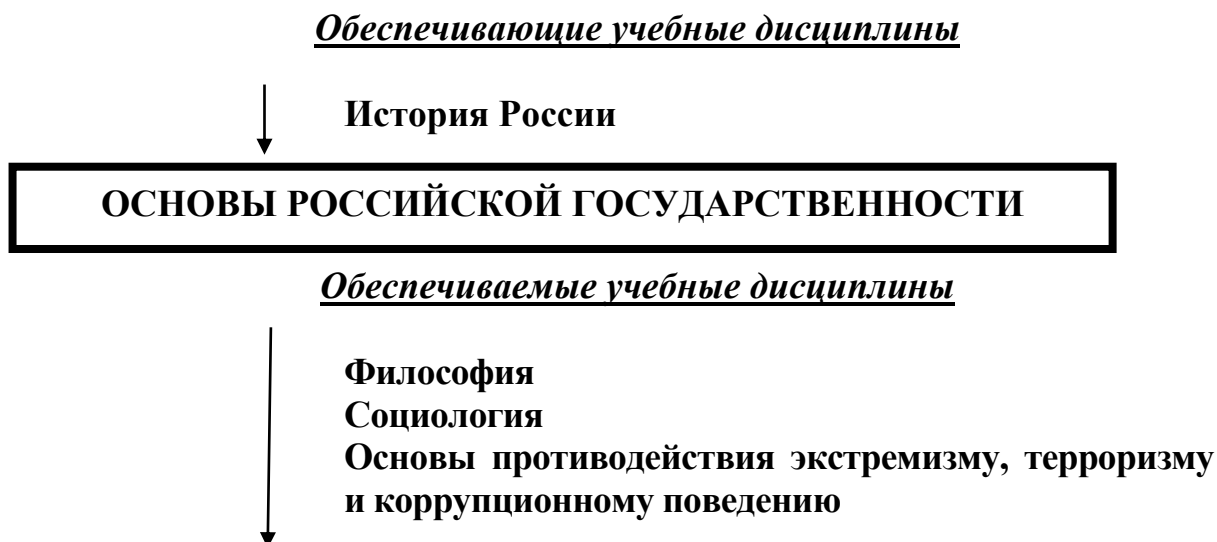 Обеспечивающие учебные дисциплины
История России
ОСНОВЫ РОССИЙСКОЙ ГОСУДАРСТВЕННОСТИ
Обеспечиваемые учебные дисциплины
Философия
Социология
Основы противодействия экстремизму, терроризму
и коррупционному поведению